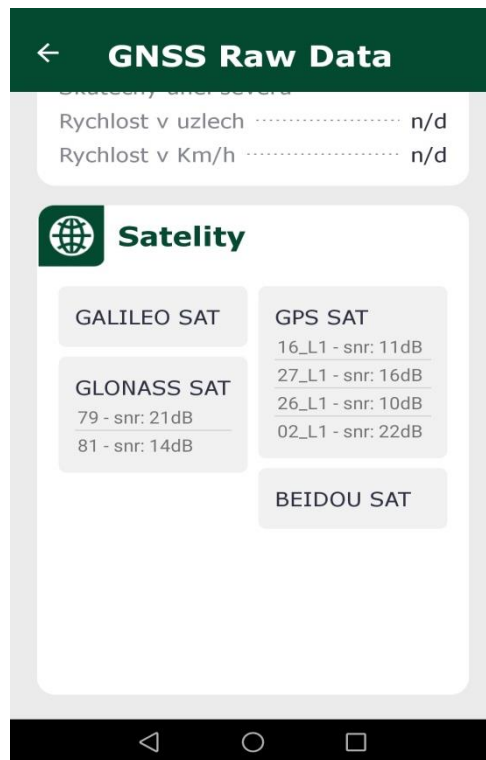 GNSS Raw Data
Rychlost v uzlech n/d
Rychlost v Km/h n/d
Satelity
GALILEO SAT
GLONASS SAT
79 - snr: 21dB
81 - snr: 14dB
GPS SAT
16_L1 - snr: 11dB
27_L1 - snr: 16dB
26_L1 - snr: 10dB
02_L1 - snr: 22dB
BEIDOU SAT